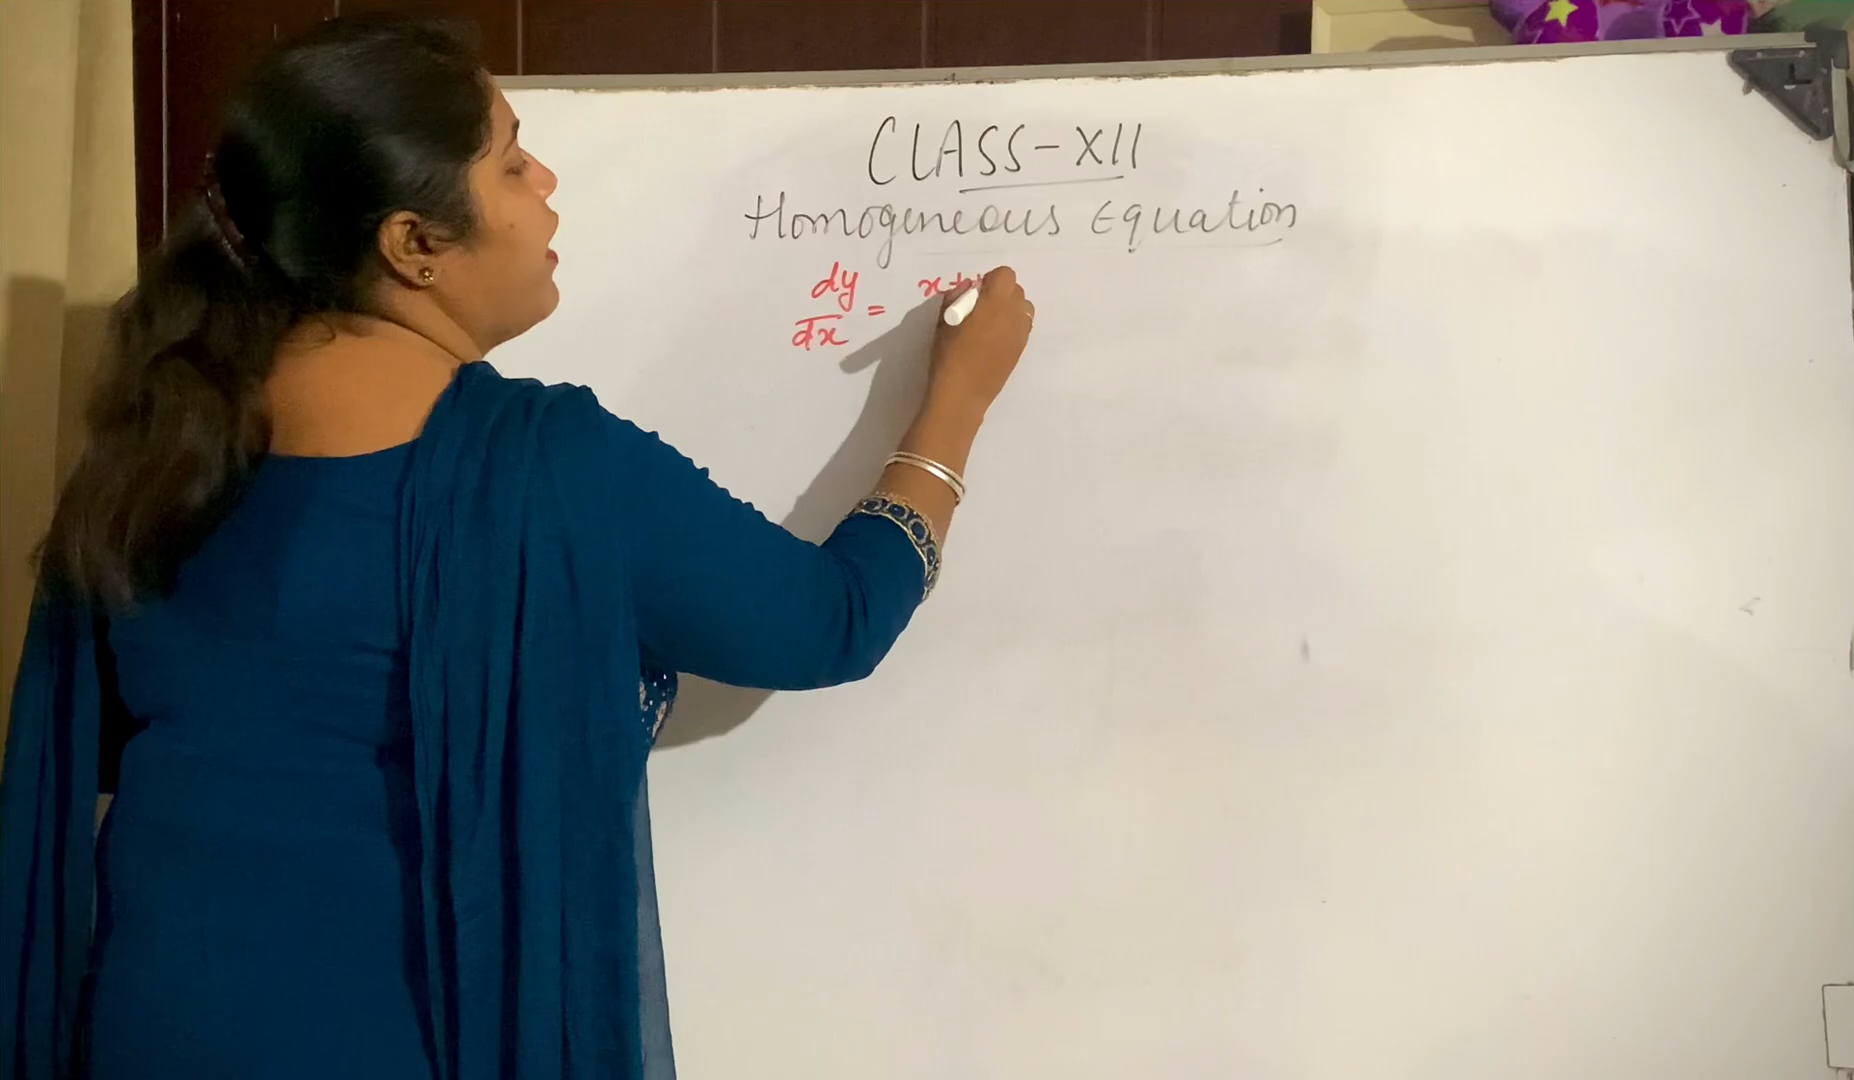 CLASS-XII
Homogeneous Equation
dy
dx
=
x+